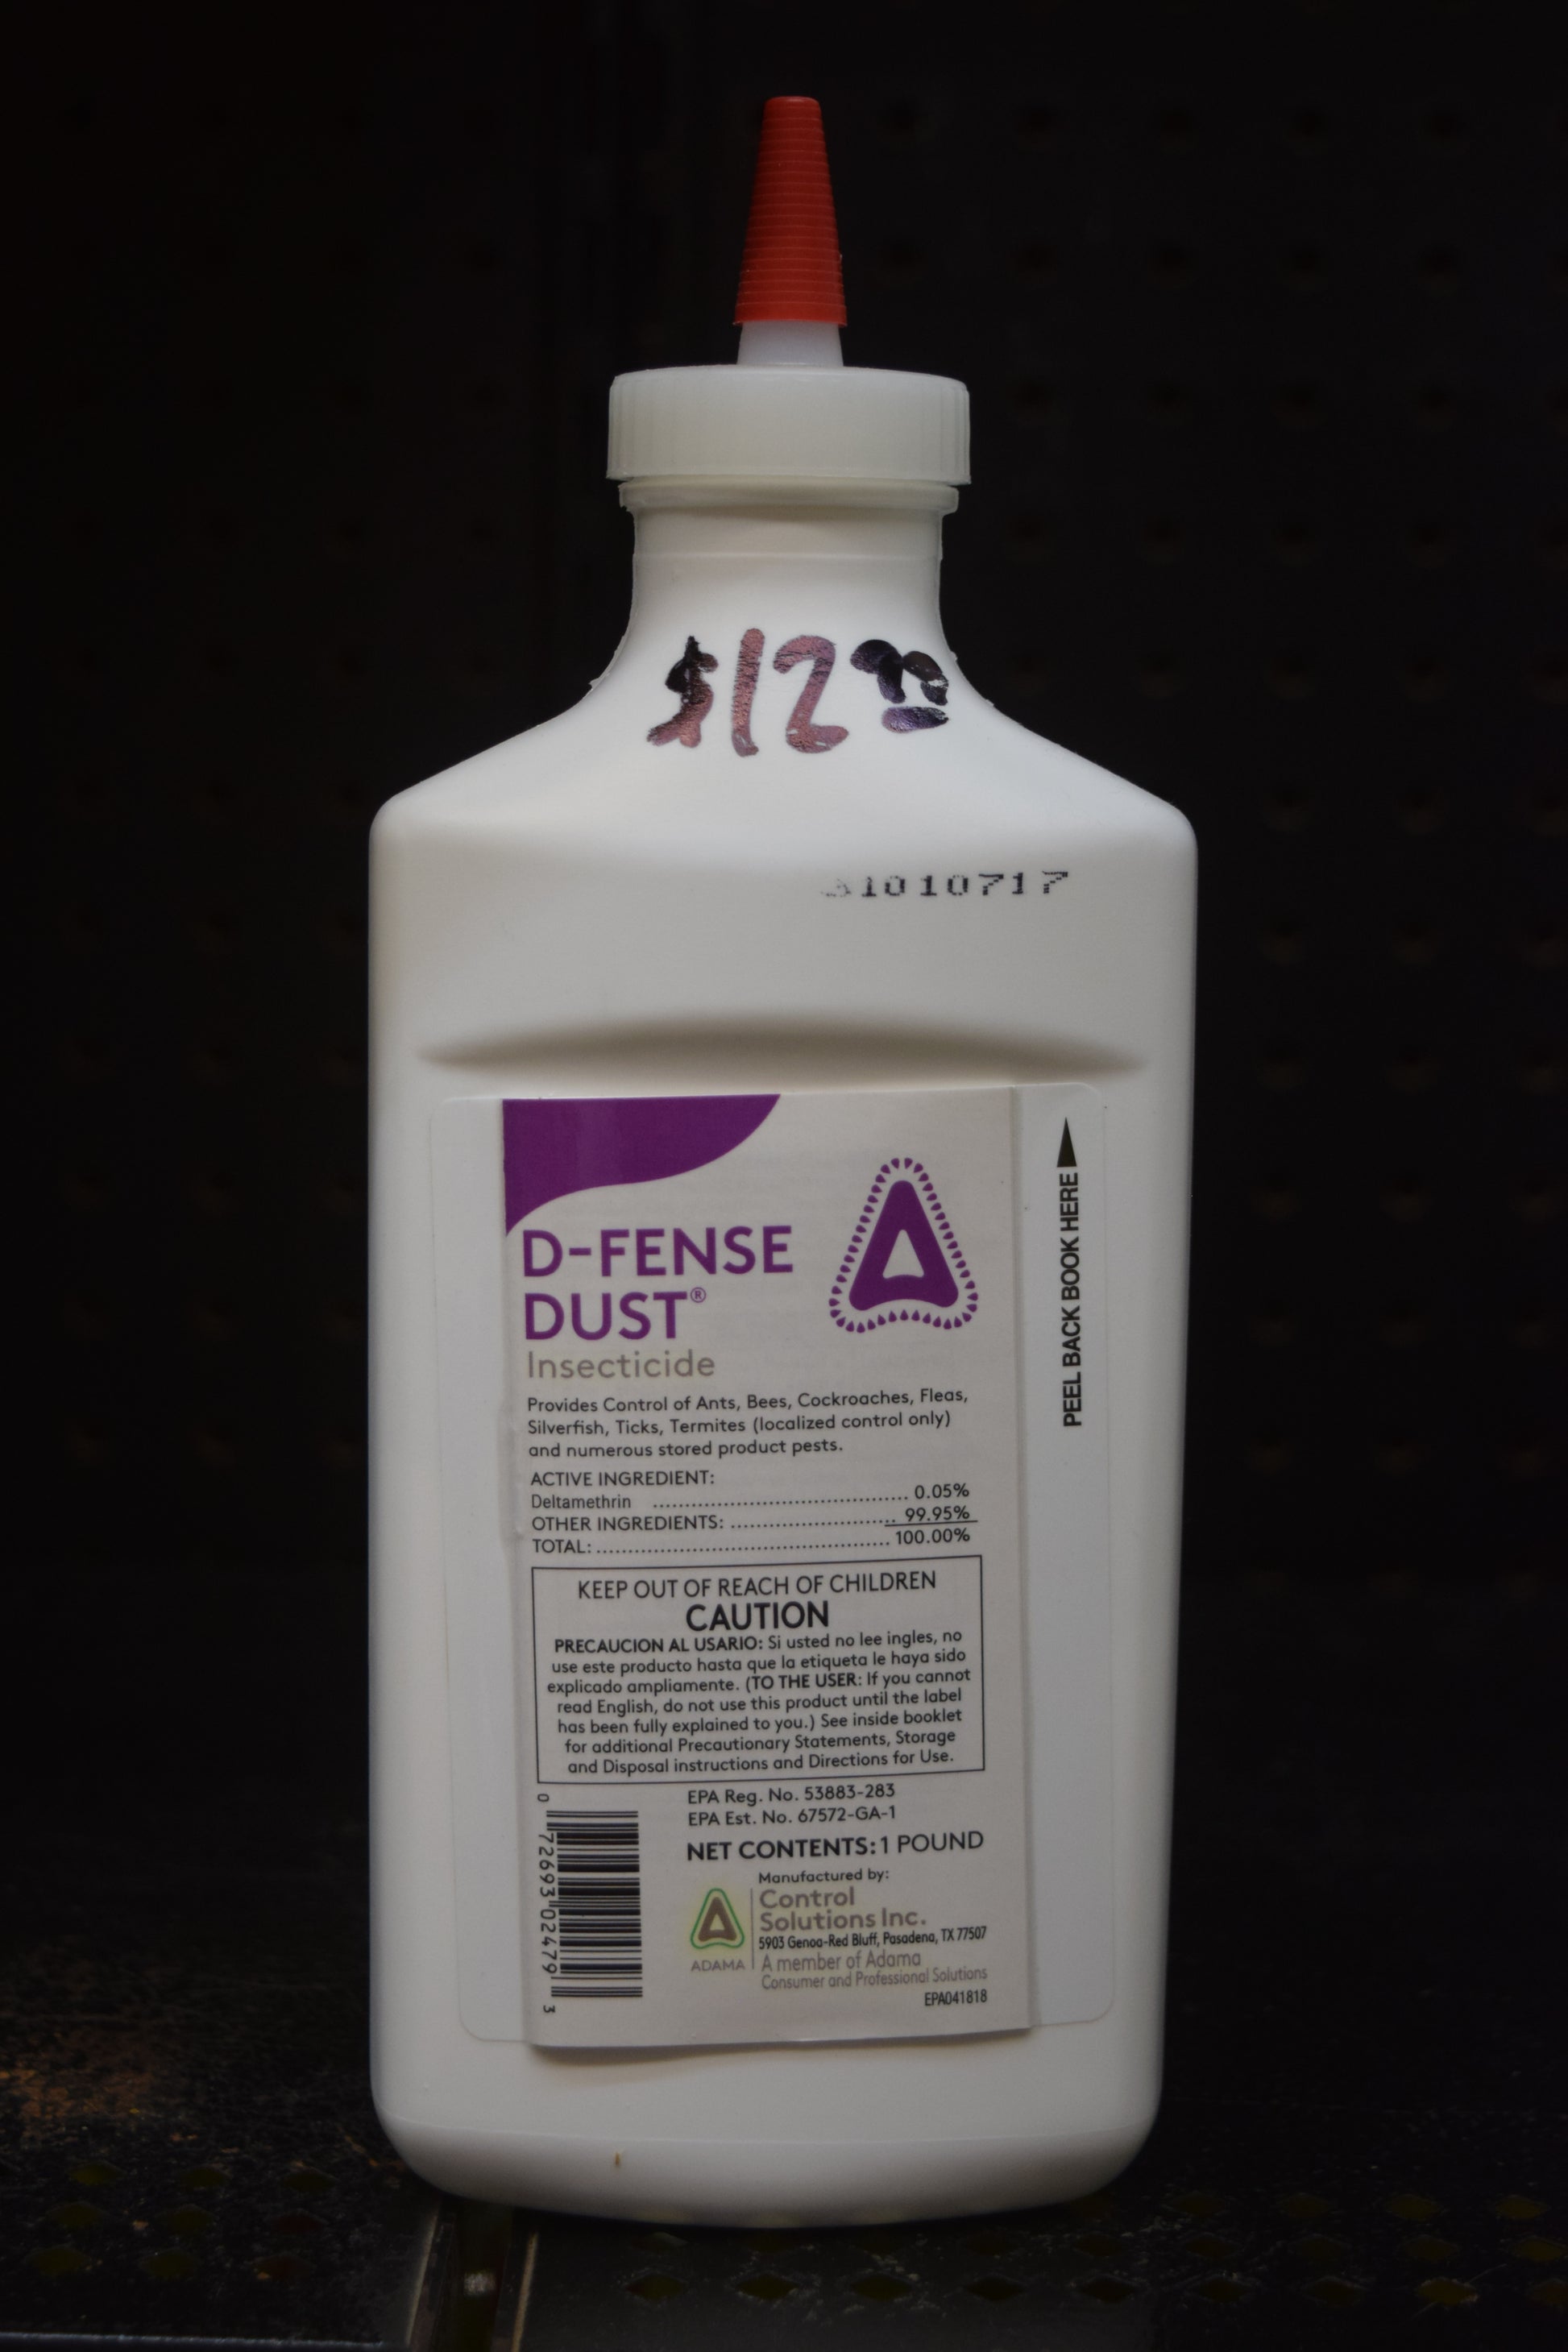 $12.99
1010717
D-FENSE
DUST®
Insecticide
Provides Control of Ants, Bees, Cockroaches, Fleas,
Silverfish, Ticks, Termites (localized control only)
and numerous stored product pests.
ACTIVE INGREDIENT:
Deltamethrin ........................................ 0.05%
OTHER INGREDIENTS: .......................... 99.95%
TOTAL: .............................................. 100.00%
KEEP OUT OF REACH OF CHILDREN
CAUTION
PRECAUCION AL USARIO: Si usted no lee ingles, no
use este producto hasta que la etiqueta le haya sido
explicado ampliamente. (TO THE USER: If you cannot
read English, do not use this product until the label
has been fully explained to you.) See inside booklet
for additional Precautionary Statements, Storage
and Disposal instructions and Directions for Use.
EPA Reg. No. 53883-283
EPA Est. No. 67572-GA-1
NET CONTENTS: 1 POUND
Manufactured by:
Control
Solutions Inc.
5903 Genoa-Red Bluff, Pasadena, TX 77507
A member of Adama
Consumer and Professional Solutions
ADAMA
EPA041818
0 72693 02479 3
PEEL BACK BOOK HERE